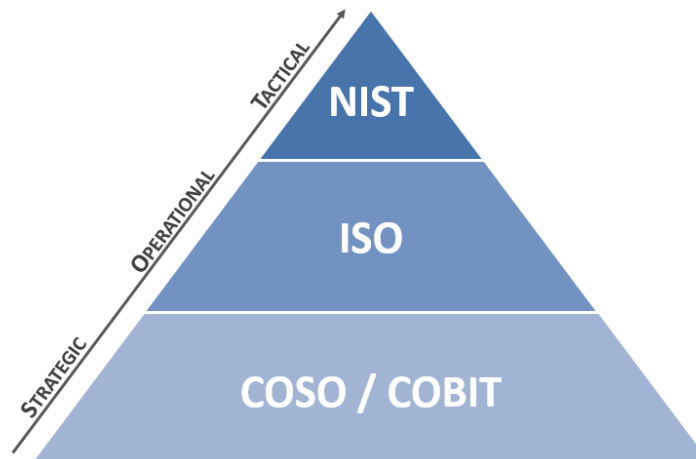 TACTICAL
NIST
OPERATIONAL
ISO
STRATEGIC
COSO / COBIT